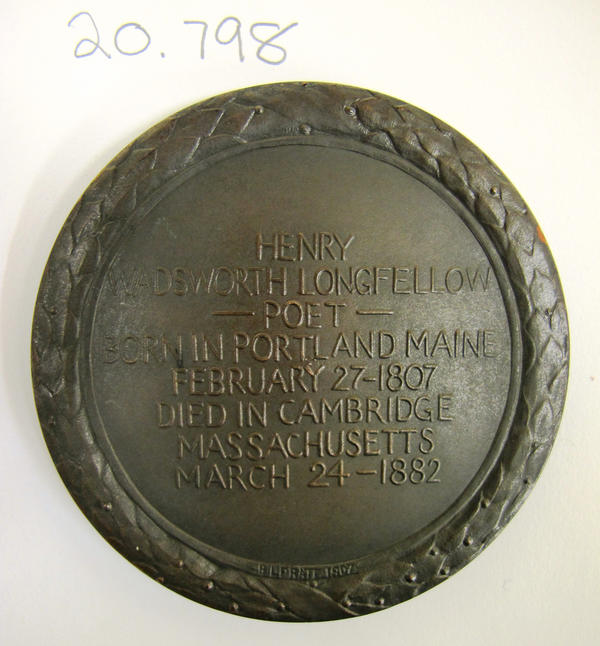 20.798
HENRY
WADSWORTH LONGFELLOW
— POET —
BORN IN PORTLAND MAINE
FEBRUARY 27-1807
DIED IN CAMBRIDGE
MASSACHUSETTS
MARCH 24-1882